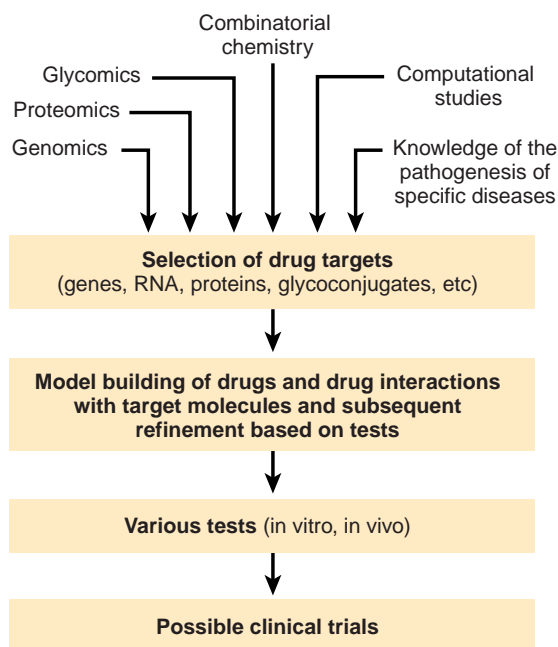 Combinatorial
chemistry
Glycomics
Computational
studies
Proteomics
Genomics
Knowledge of the
pathogenesis of
specific diseases
Selection of drug targets
(genes, RNA, proteins, glycoconjugates, etc)
Model building of drugs and drug interactions
with target molecules and subsequent
refinement based on tests
Various tests (in vitro, in vivo)
Possible clinical trials